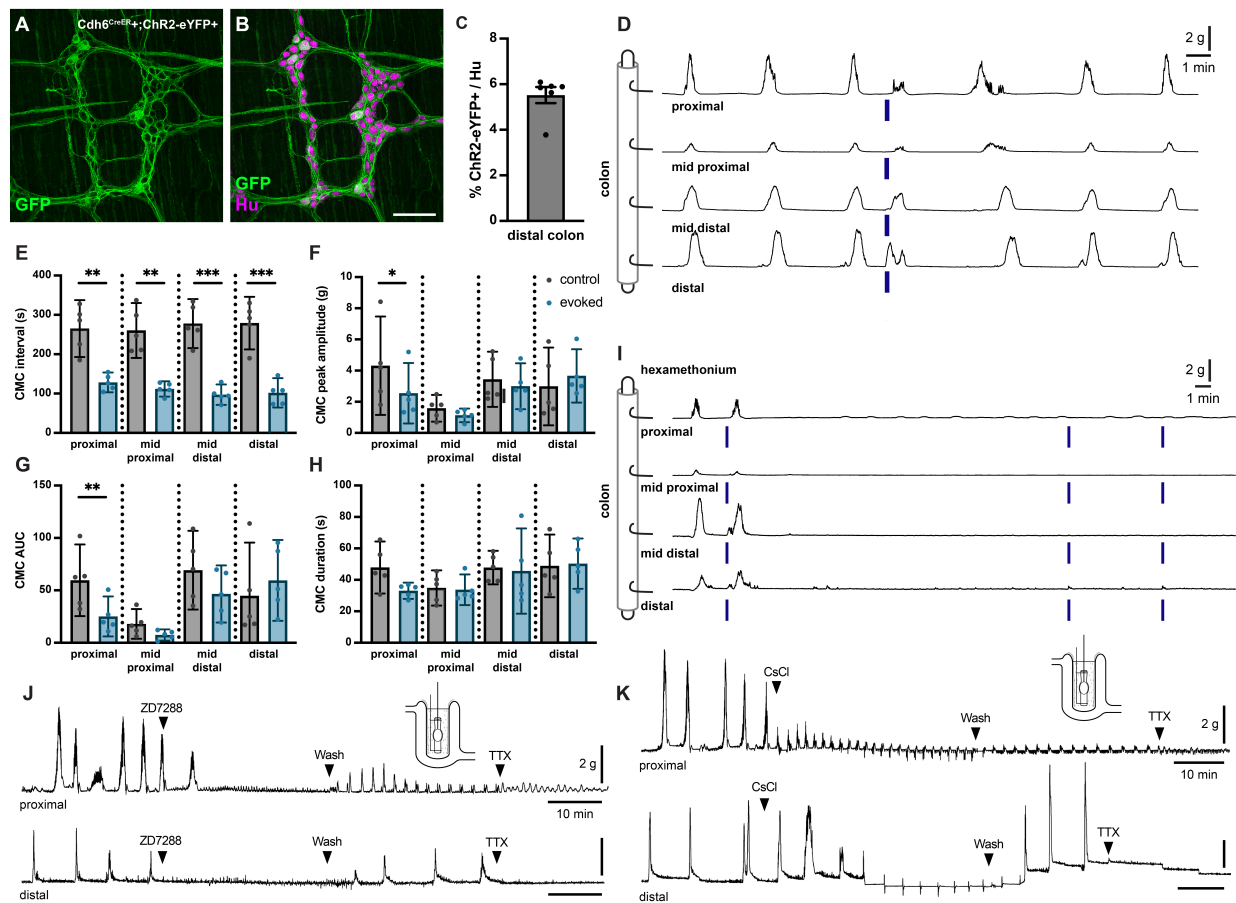 A
Cdh6CreER+;ChR2-eYFP+
GFP
B
GFP
Hu
C
% ChR2-eYFP+ / Hu
8
6
4
2
0
distal colon
D
2 g
1 min
colon
proximal
mid proximal
mid distal
distal
E
CMC interval (s)
400
300
200
100
0
** ** *** ***
proximal
mid
proximal
mid
distal
distal
F
CMC peak amplitude (g)
10
8
6
4
2
0
*
control
evoked
proximal
mid
proximal
mid
distal
distal
G
CMC AUC
150
100
50
0
**
proximal
mid
proximal
mid
distal
distal
H
CMC duration (s)
100
80
60
40
20
0
proximal
mid
proximal
mid
distal
distal
I
hexamethonium
2 g
1 min
colon
proximal
mid proximal
mid distal
distal
J
ZD7288
Wash
TTX
2 g
proximal
10 min
ZD7288
Wash
TTX
distal
K
CsCl
Wash
TTX
2 g
proximal
10 min
CsCl
Wash
TTX
distal